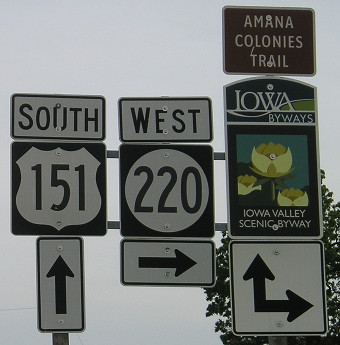 SOUTH
151
WEST
220
AMANA
COLONIES
TRAIL
IOWA
BYWAYS
IOWA VALLEY
SCENIC BYWAY